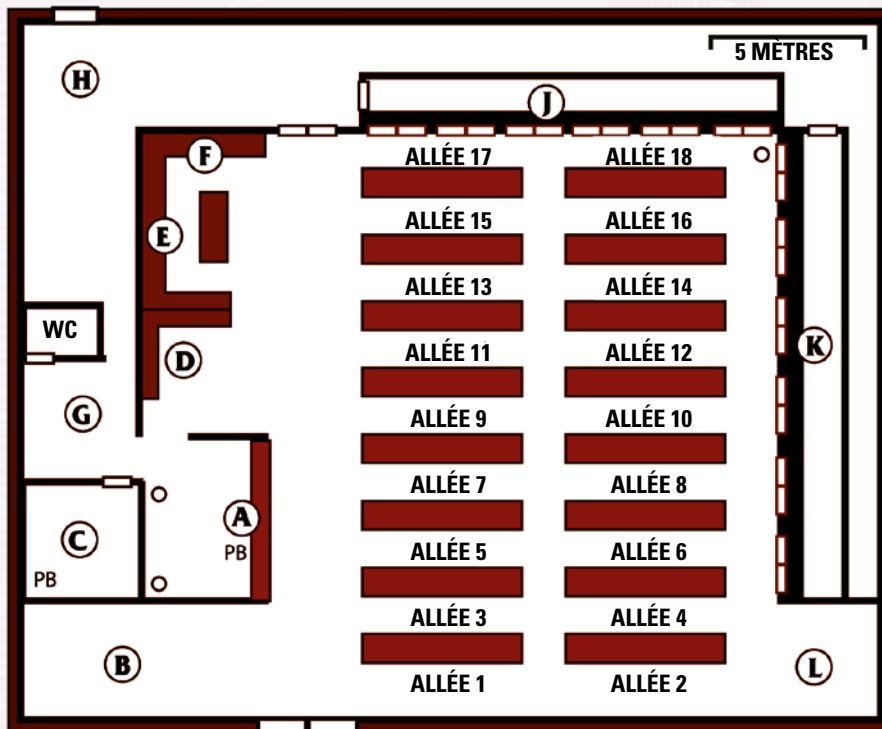 5 MÈTRES
H
J
F
ALLÉE 17
ALLÉE 18
E
ALLÉE 15
ALLÉE 16
ALLÉE 13
ALLÉE 14
WC
K
D
ALLÉE 11
ALLÉE 12
G
ALLÉE 9
ALLÉE 10
ALLÉE 7
ALLÉE 8
A
C
PB
ALLÉE 5
ALLÉE 6
PB
ALLÉE 3
ALLÉE 4
B
L
ALLÉE 1
ALLÉE 2